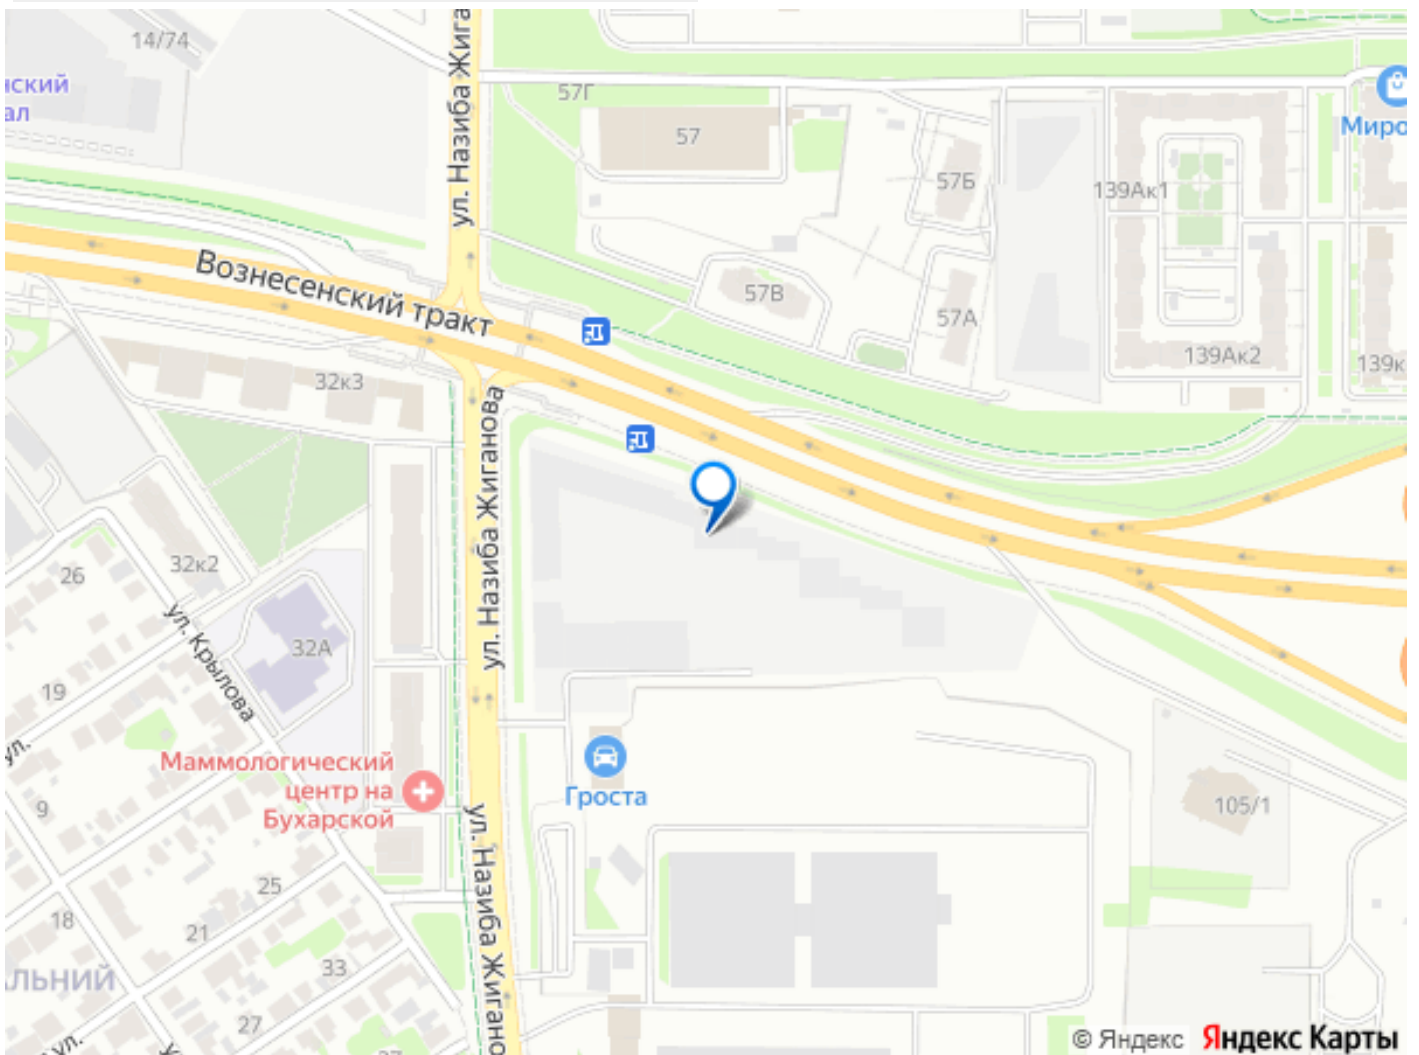 14/74
ул. Назиба Жига
нский
ал
57Г
57
Миро
57Б
139Ак1
Вознесенский тракт
57В
57А
139Ак2
139к
32к3
ул. Назиба Жиганова
32к2
26
ул. Крылова
32А
19
ул.
Маммологический
центр на
Бухарской
Гроста
9
105/1
ул. Назиба Жигано
25
18
21
33
ЛЬНИЙ
27
ул.
© Яндекс Яндекс Карты